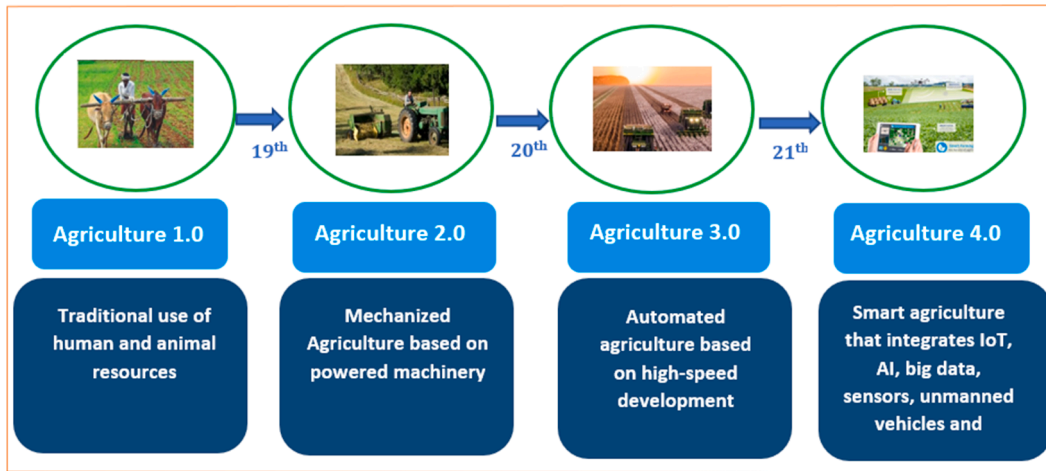 19th
20th
21th
Agriculture 1.0
Agriculture 2.0
Agriculture 3.0
Agriculture 4.0
Traditional use of
human and animal
resources
Mechanized
Agriculture based on
powered machinery
Automated
agriculture based
on high-speed
development
Smart agriculture
that integrates IoT,
AI, big data,
sensors, unmanned
vehicles and